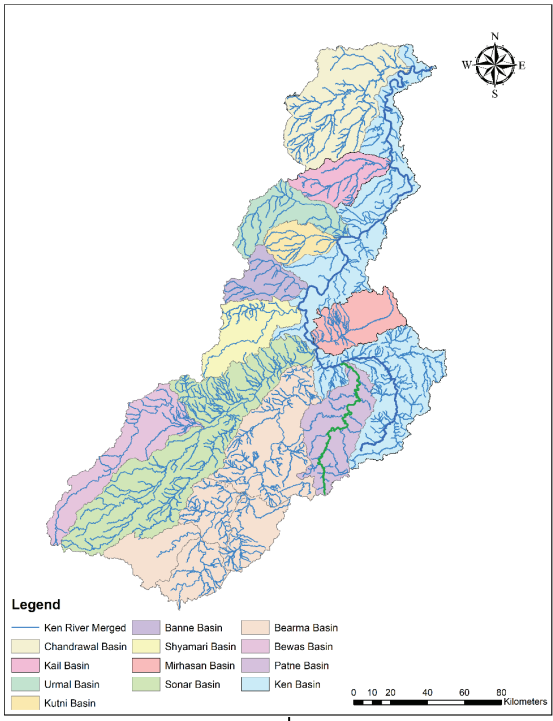 N
W E
S
Legend
Ken River Merged Banne Basin Bearma Basin
Chandrawal Basin Shyamari Basin Bewas Basin
Kail Basin Mirhasan Basin Patne Basin
Urmal Basin Sonar Basin Ken Basin
Kutni Basin
0 10 20 40 60 80
Kilometers